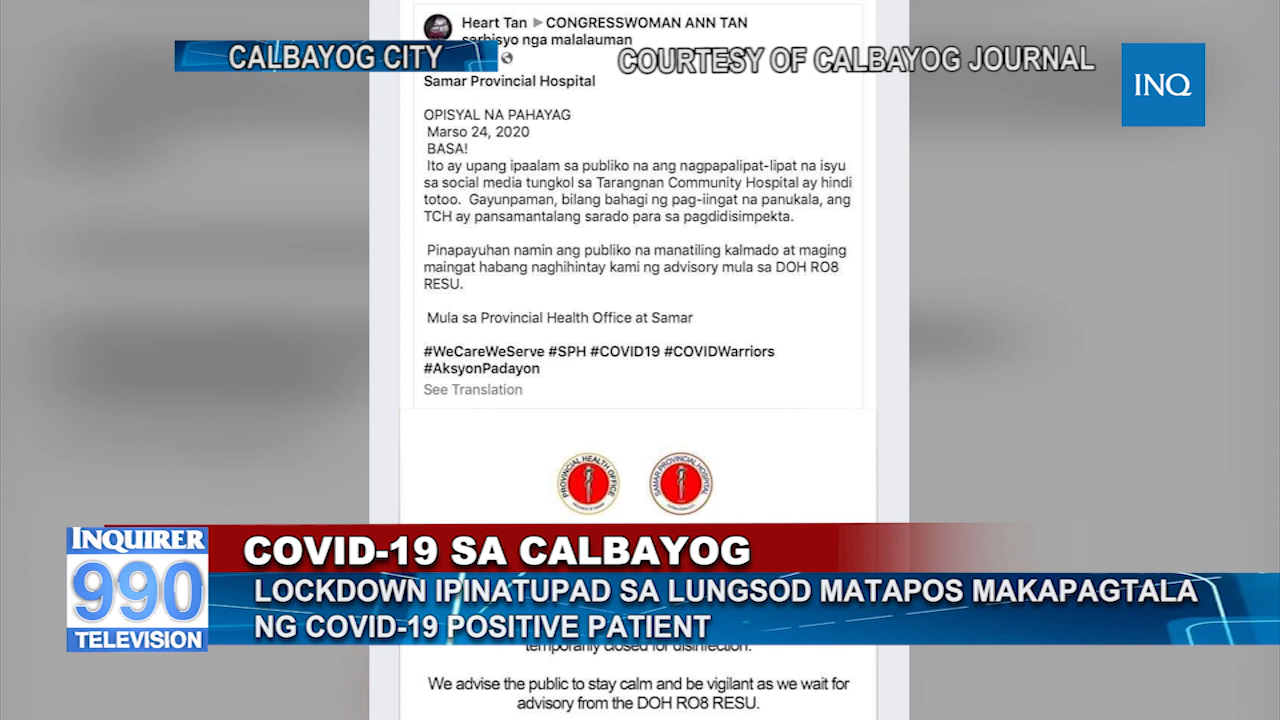 Heart Tan ▶ CONGRESSWOMAN ANN TAN
serbisyo nga malalauman
CALBAYOG CITY
COURTESY OF CALBAYOG JOURNAL
INQ
Samar Provincial Hospital
OPISYAL NA PAHAYAG
Marso 24, 2020
BASA!
Ito ay upang ipaalam sa publiko na ang nagpapalipat-lipat na isyu
sa social media tungkol sa Tarangnan Community Hospital ay hindi
totoo. Gayunpaman, bilang bahagi ng pag-iingat na panukala, ang
TCH ay pansamantalang sarado para sa pagdidisimpekta.
Pinapayuhan namin ang publiko na manatiling kalmado at maging
maingat habang naghihintay kami ng advisory mula sa DOH RO8
RESU.
Mula sa Provincial Health Office at Samar
#WeCareWeServe #SPH #COVID19 #COVIDWarriors
#AksyonPadayon
See Translation
PROVINCIAL HEALTH OFFICE
SAMAR PROVINCIAL HOSPITAL
INQUIRER
990
TELEVISION
COVID-19 SA CALBAYOG
LOCKDOWN IPINATUPAD SA LUNGSOD MATAPOS MAKAPAGTALA
NG COVID-19 POSITIVE PATIENT
temporarily closed for disinfection.
We advise the public to stay calm and be vigilant as we wait for
advisory from the DOH RO8 RESU.